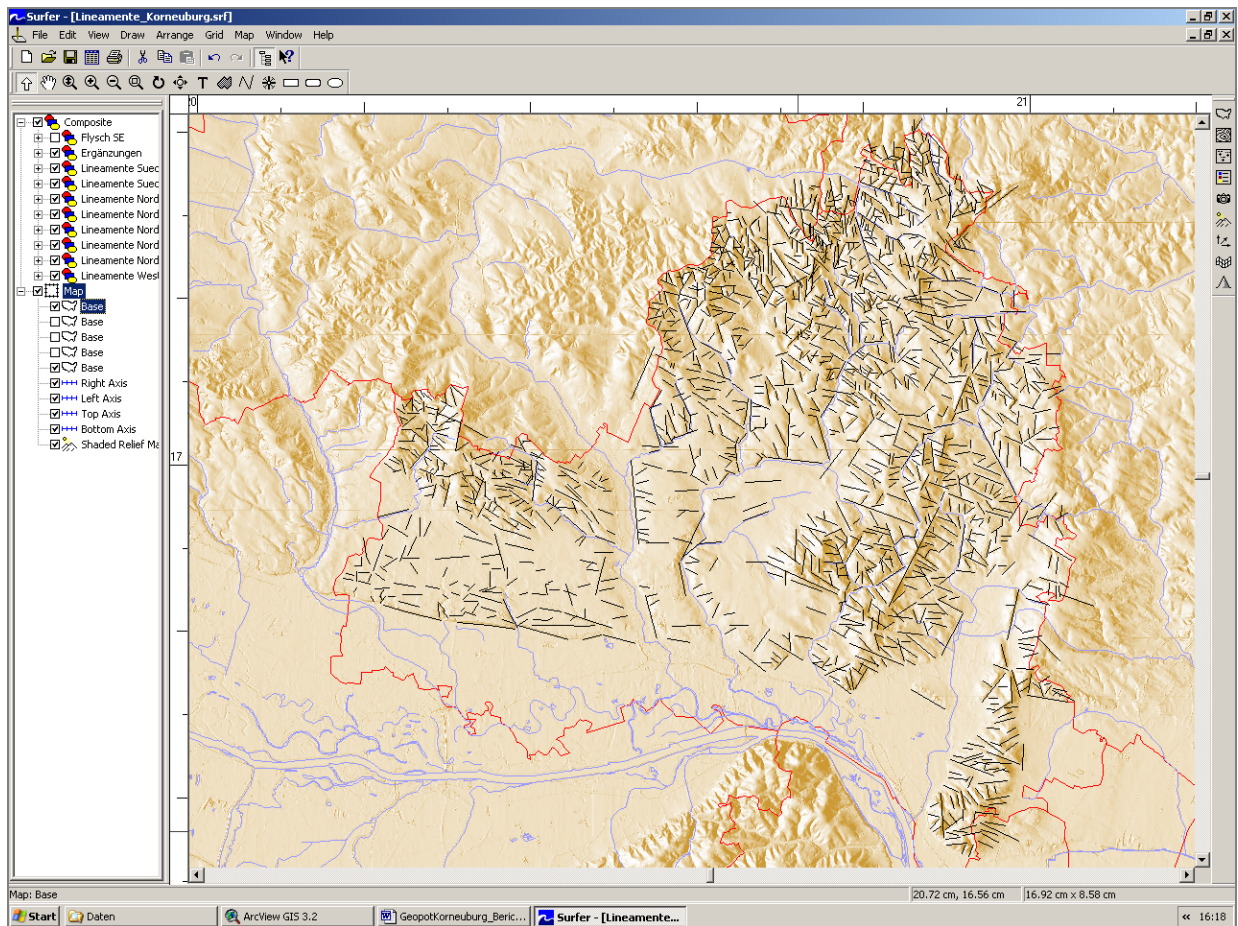 Surfer - [Lineamente_Korneuburg.srf]
File Edit View Draw Arrange Grid Map Window Help
20 21
17
Composite
Flysch SE
Ergänzungen
Lineamente Sued
Lineamente Sued
Lineamente Nord
Lineamente Nord
Lineamente Nord
Lineamente Nord
Lineamente Nord
Lineamente West
Map
Base
Base
Base
Base
Base
Right Axis
Left Axis
Top Axis
Bottom Axis
Shaded Relief Ma
Map: Base 20.72 cm, 16.56 cm 16.92 cm x 8.58 cm
Start Daten ArcView GIS 3.2 GeopotKorneuburg_Beric... Surfer - [Lineamente... « 16:18